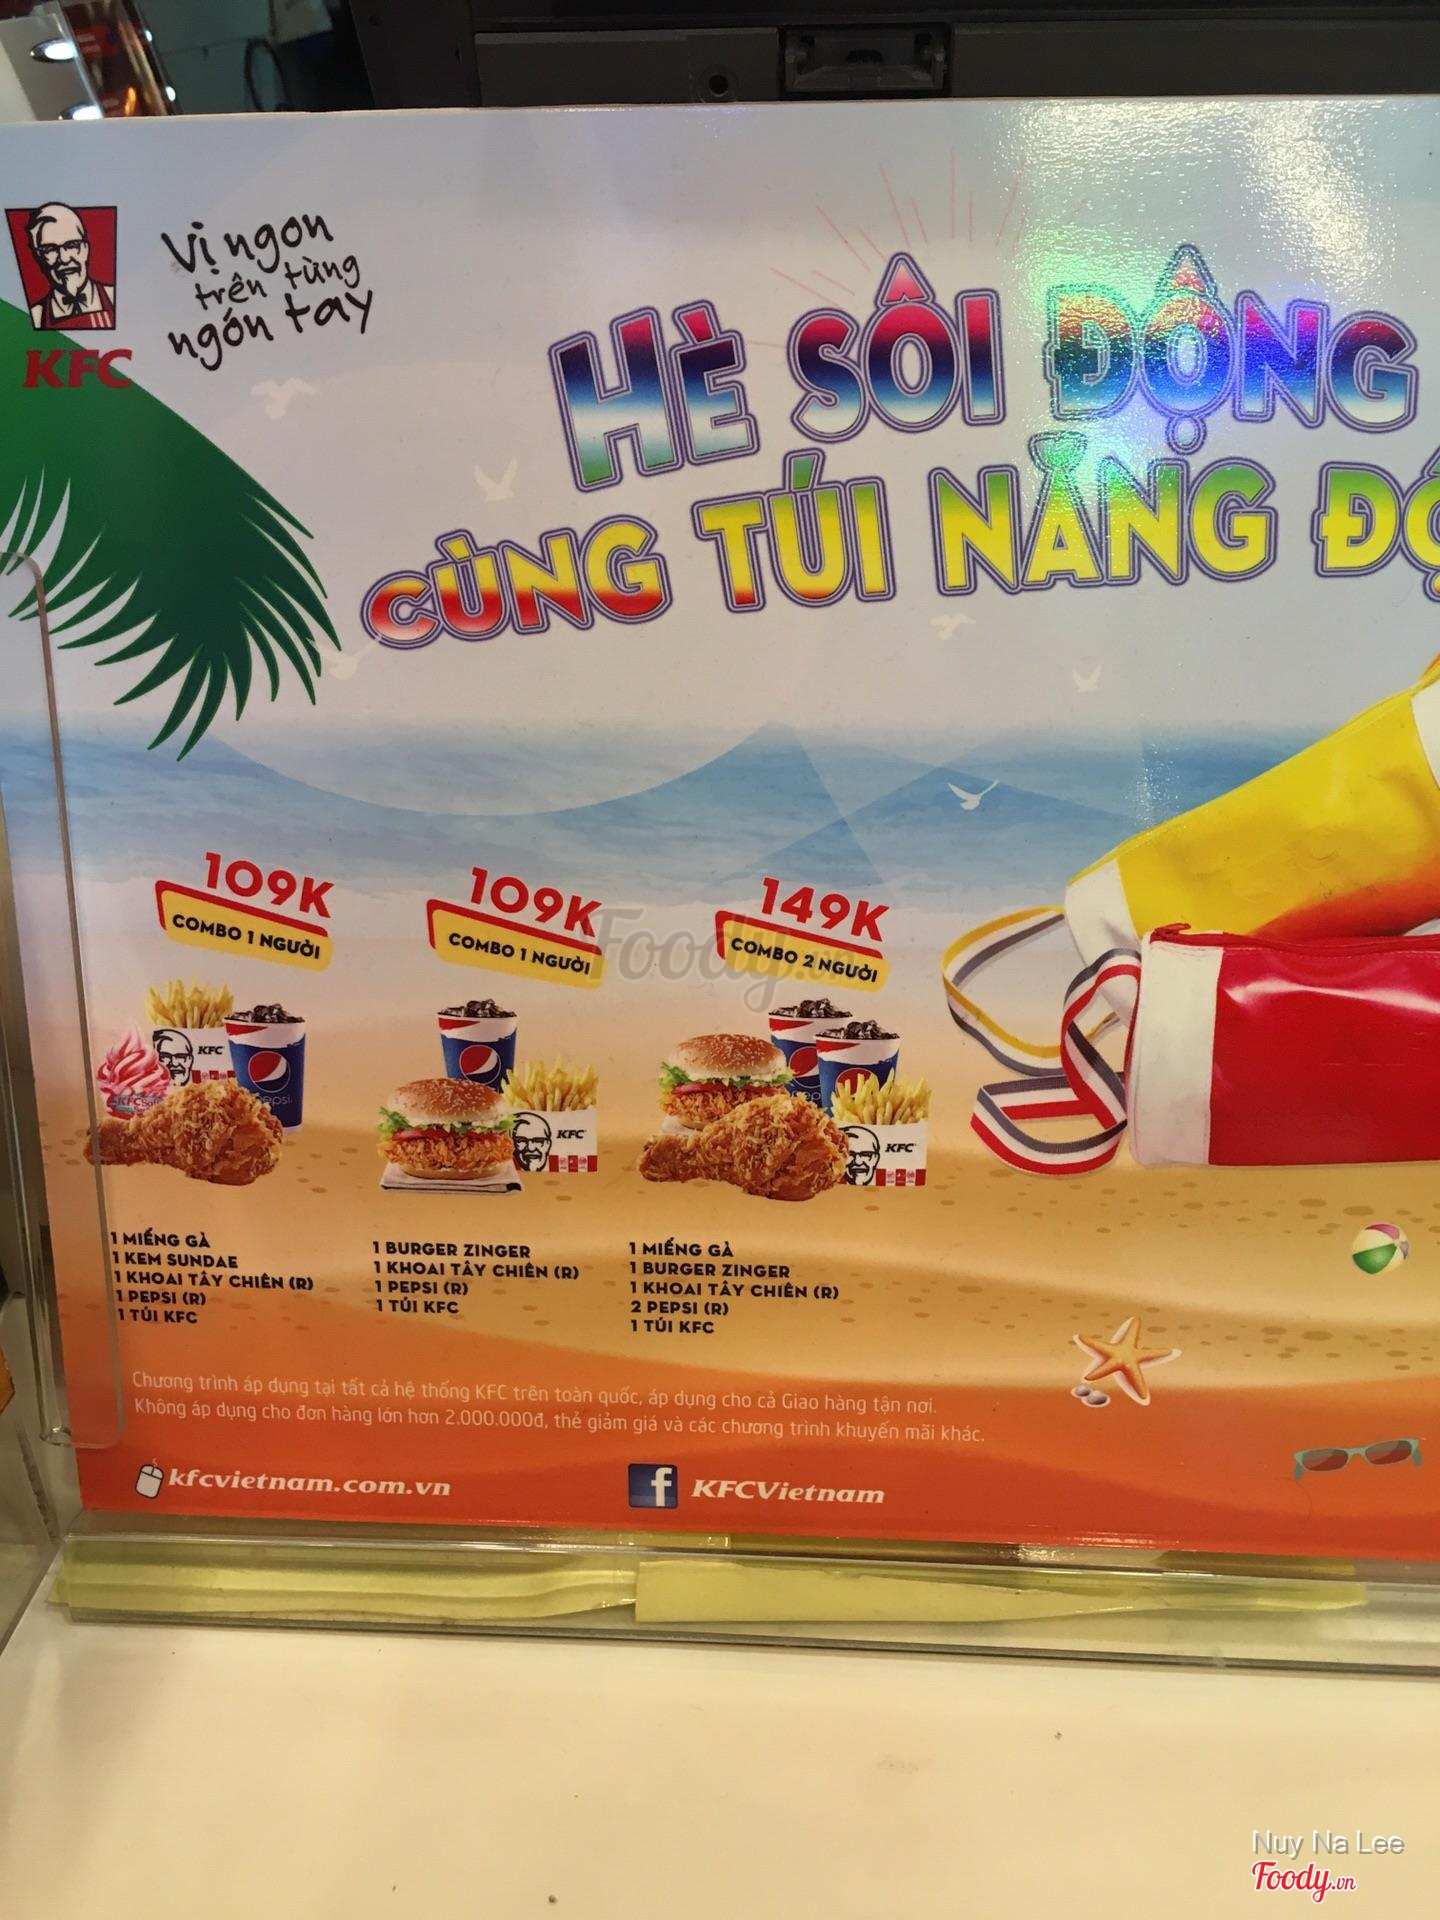 KFC
Vị ngon
trên từng
ngón tay
HÈ SÔI ĐỘNG
CÙNG TÚI NĂNG
109K
COMBO 1 NGƯỜI
KFC
pepsi
1 MIẾNG GÀ
1 KEM SUNDAE
1 KHOAI TÂY CHIÊN (R)
1 PEPSI (R)
1 TÚI KFC
109K
COMBO 1 NGƯỜI
KFC
1 BURGER ZINGER
1 KHOAI TÂY CHIÊN (R)
1 PEPSI (R)
1 TÚI KFC
149K
COMBO 2 NGƯỜI
KFC
1 MIẾNG GÀ
1 BURGER ZINGER
1 KHOAI TÂY CHIÊN (R)
2 PEPSI (R)
1 TÚI KFC
Foody.vn
Chương trình áp dụng tại tất cả hệ thống KFC trên toàn quốc, áp dụng cho cả Giao hàng tận nơi.
Không áp dụng cho đơn hàng lớn hơn 2.000.000đ, thẻ giảm giá và các chương trình khuyến mãi khác.
kfcvietnam.com.vn
f KFCVietnam
Nuy Na Lee
Foody.vn